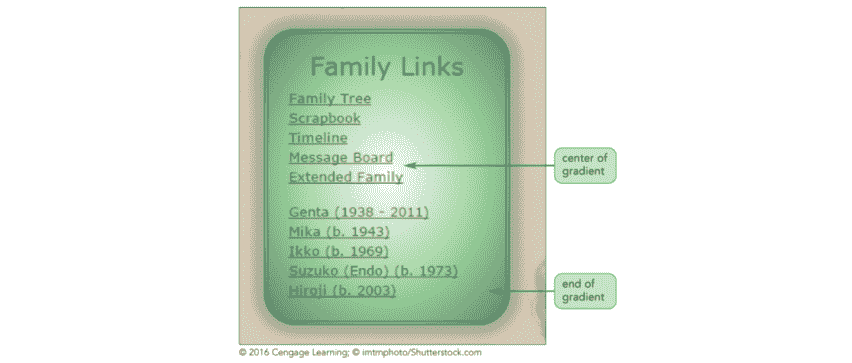 Family Links
Family Tree
Scrapbook
Timeline
Message Board
Extended Family
Genta (1938 - 2011)
Mika (b. 1943)
Ikko (b. 1969)
Suzuko (Endo) (b. 1973)
Hiroji (b. 2003)
center of
gradient
end of
gradient
© 2016 Cengage Learning; © imtmphoto/Shutterstock.com